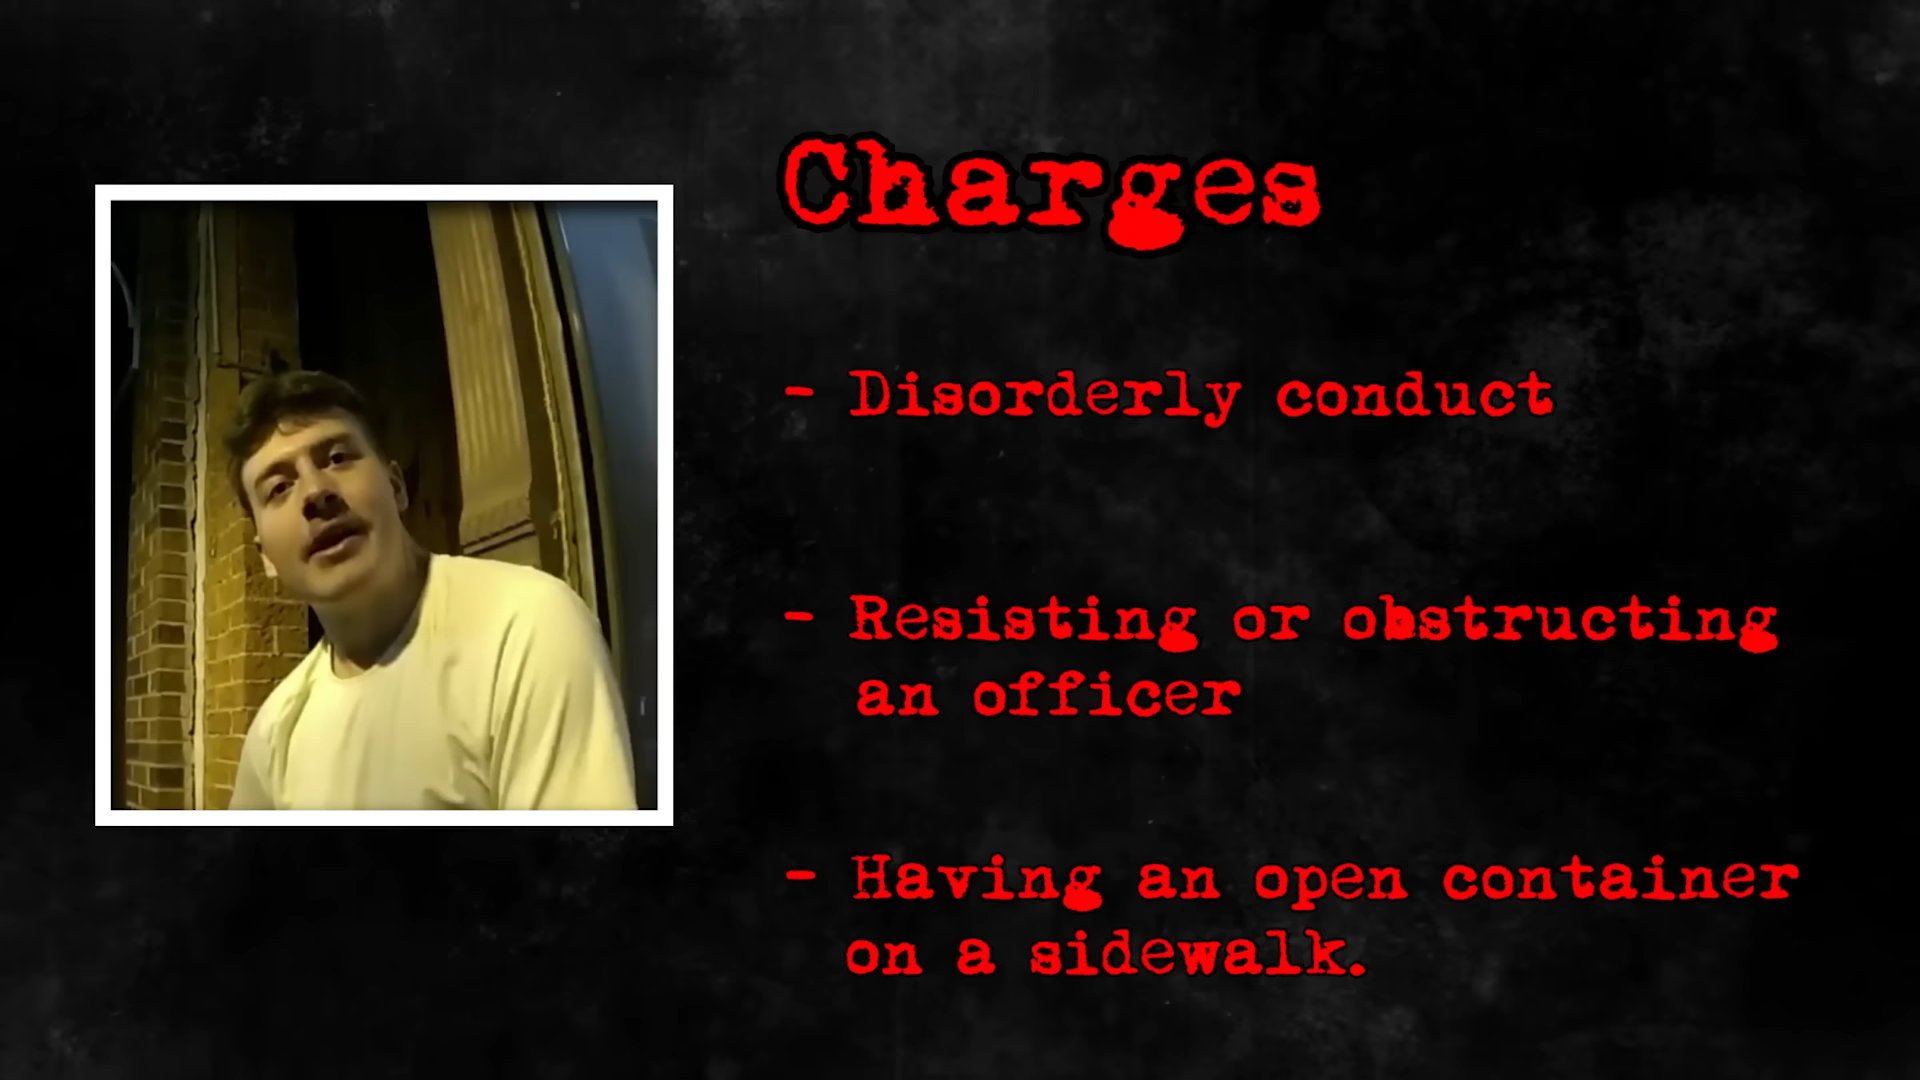 Charges
- Disorderly conduct
- Resisting or obstructing
an officer
- Having an open container
on a sidewalk.